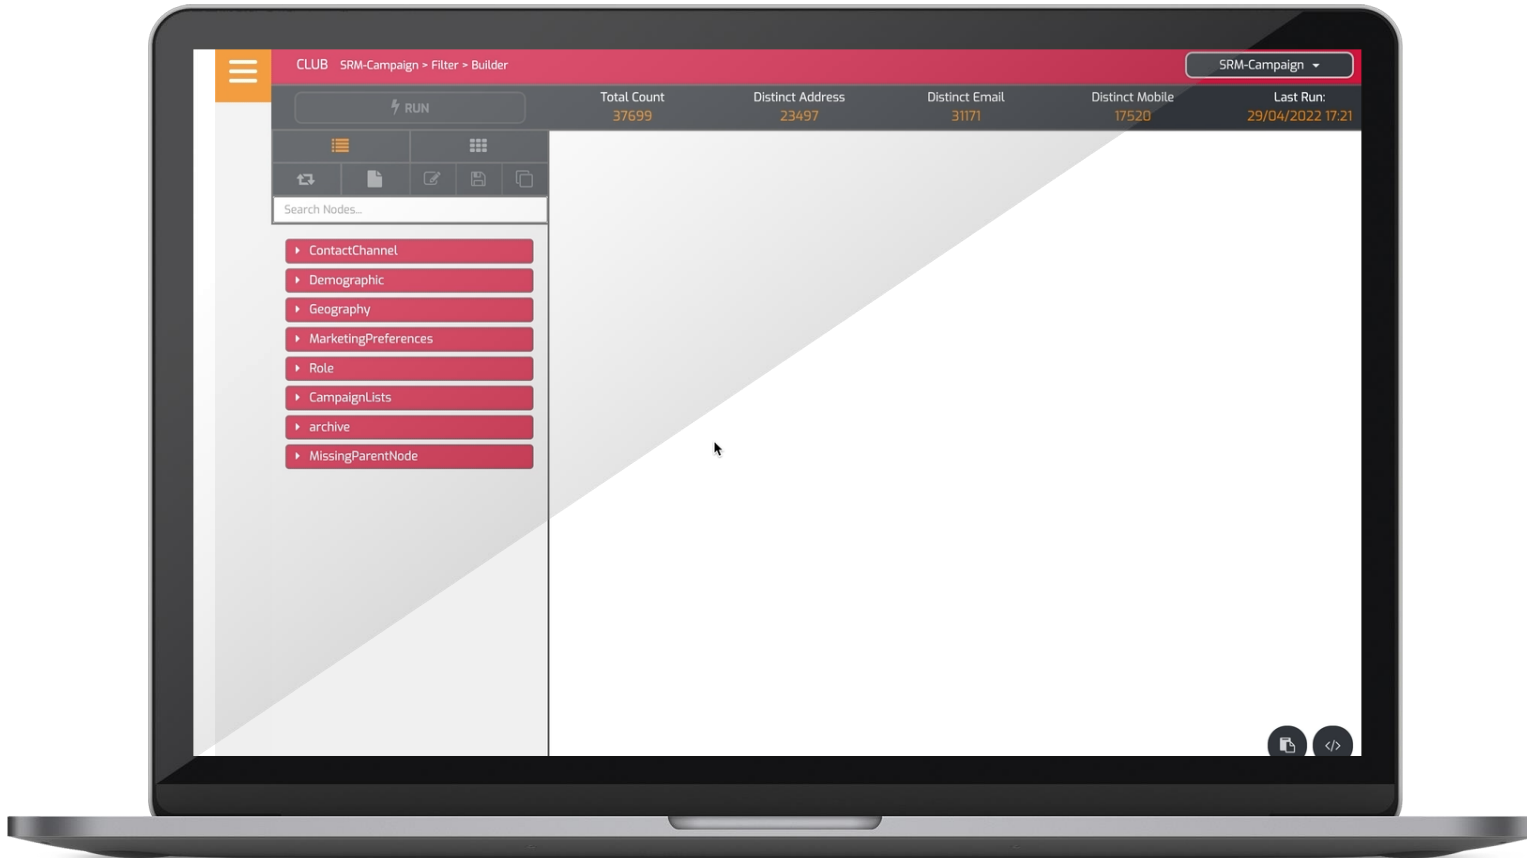 CLUB SRM-Campaign > Filter > Builder
SRM-Campaign
RUN
Total Count
37699
Distinct Address
23497
Distinct Email
31171
Distinct Mobile
17520
Last Run:
29/04/2022 17:21
Search Nodes...
ContactChannel
Demographic
Geography
MarketingPreferences
Role
CampaignLists
archive
MissingParentNode